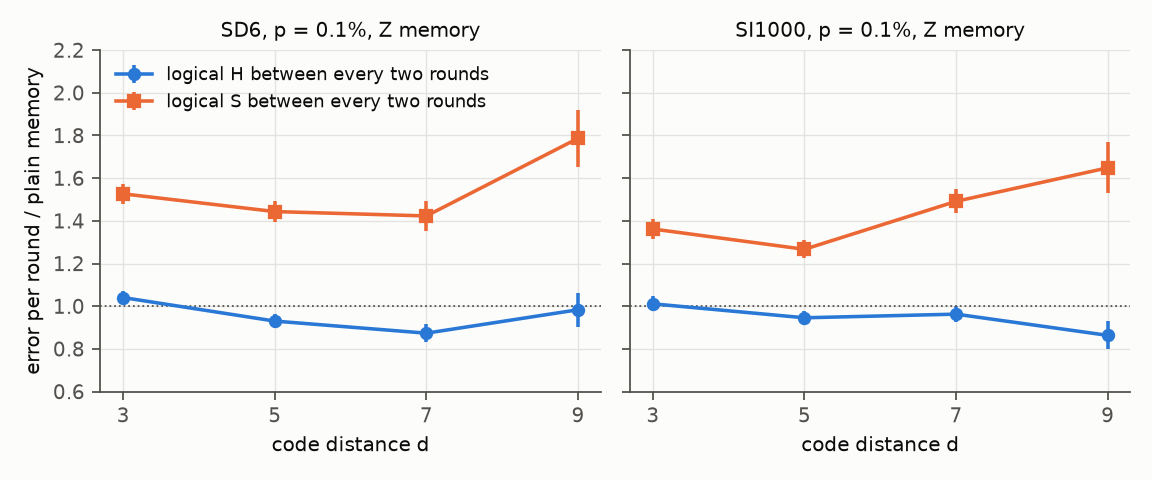 SD6, p = 0.1%, Z memory
SI1000, p = 0.1%, Z memory
error per round / plain memory
2.2
2.0
1.8
1.6
1.4
1.2
1.0
0.8
0.6
logical H between every two rounds
logical S between every two rounds
3 5 7 9
3 5 7 9
code distance d
code distance d